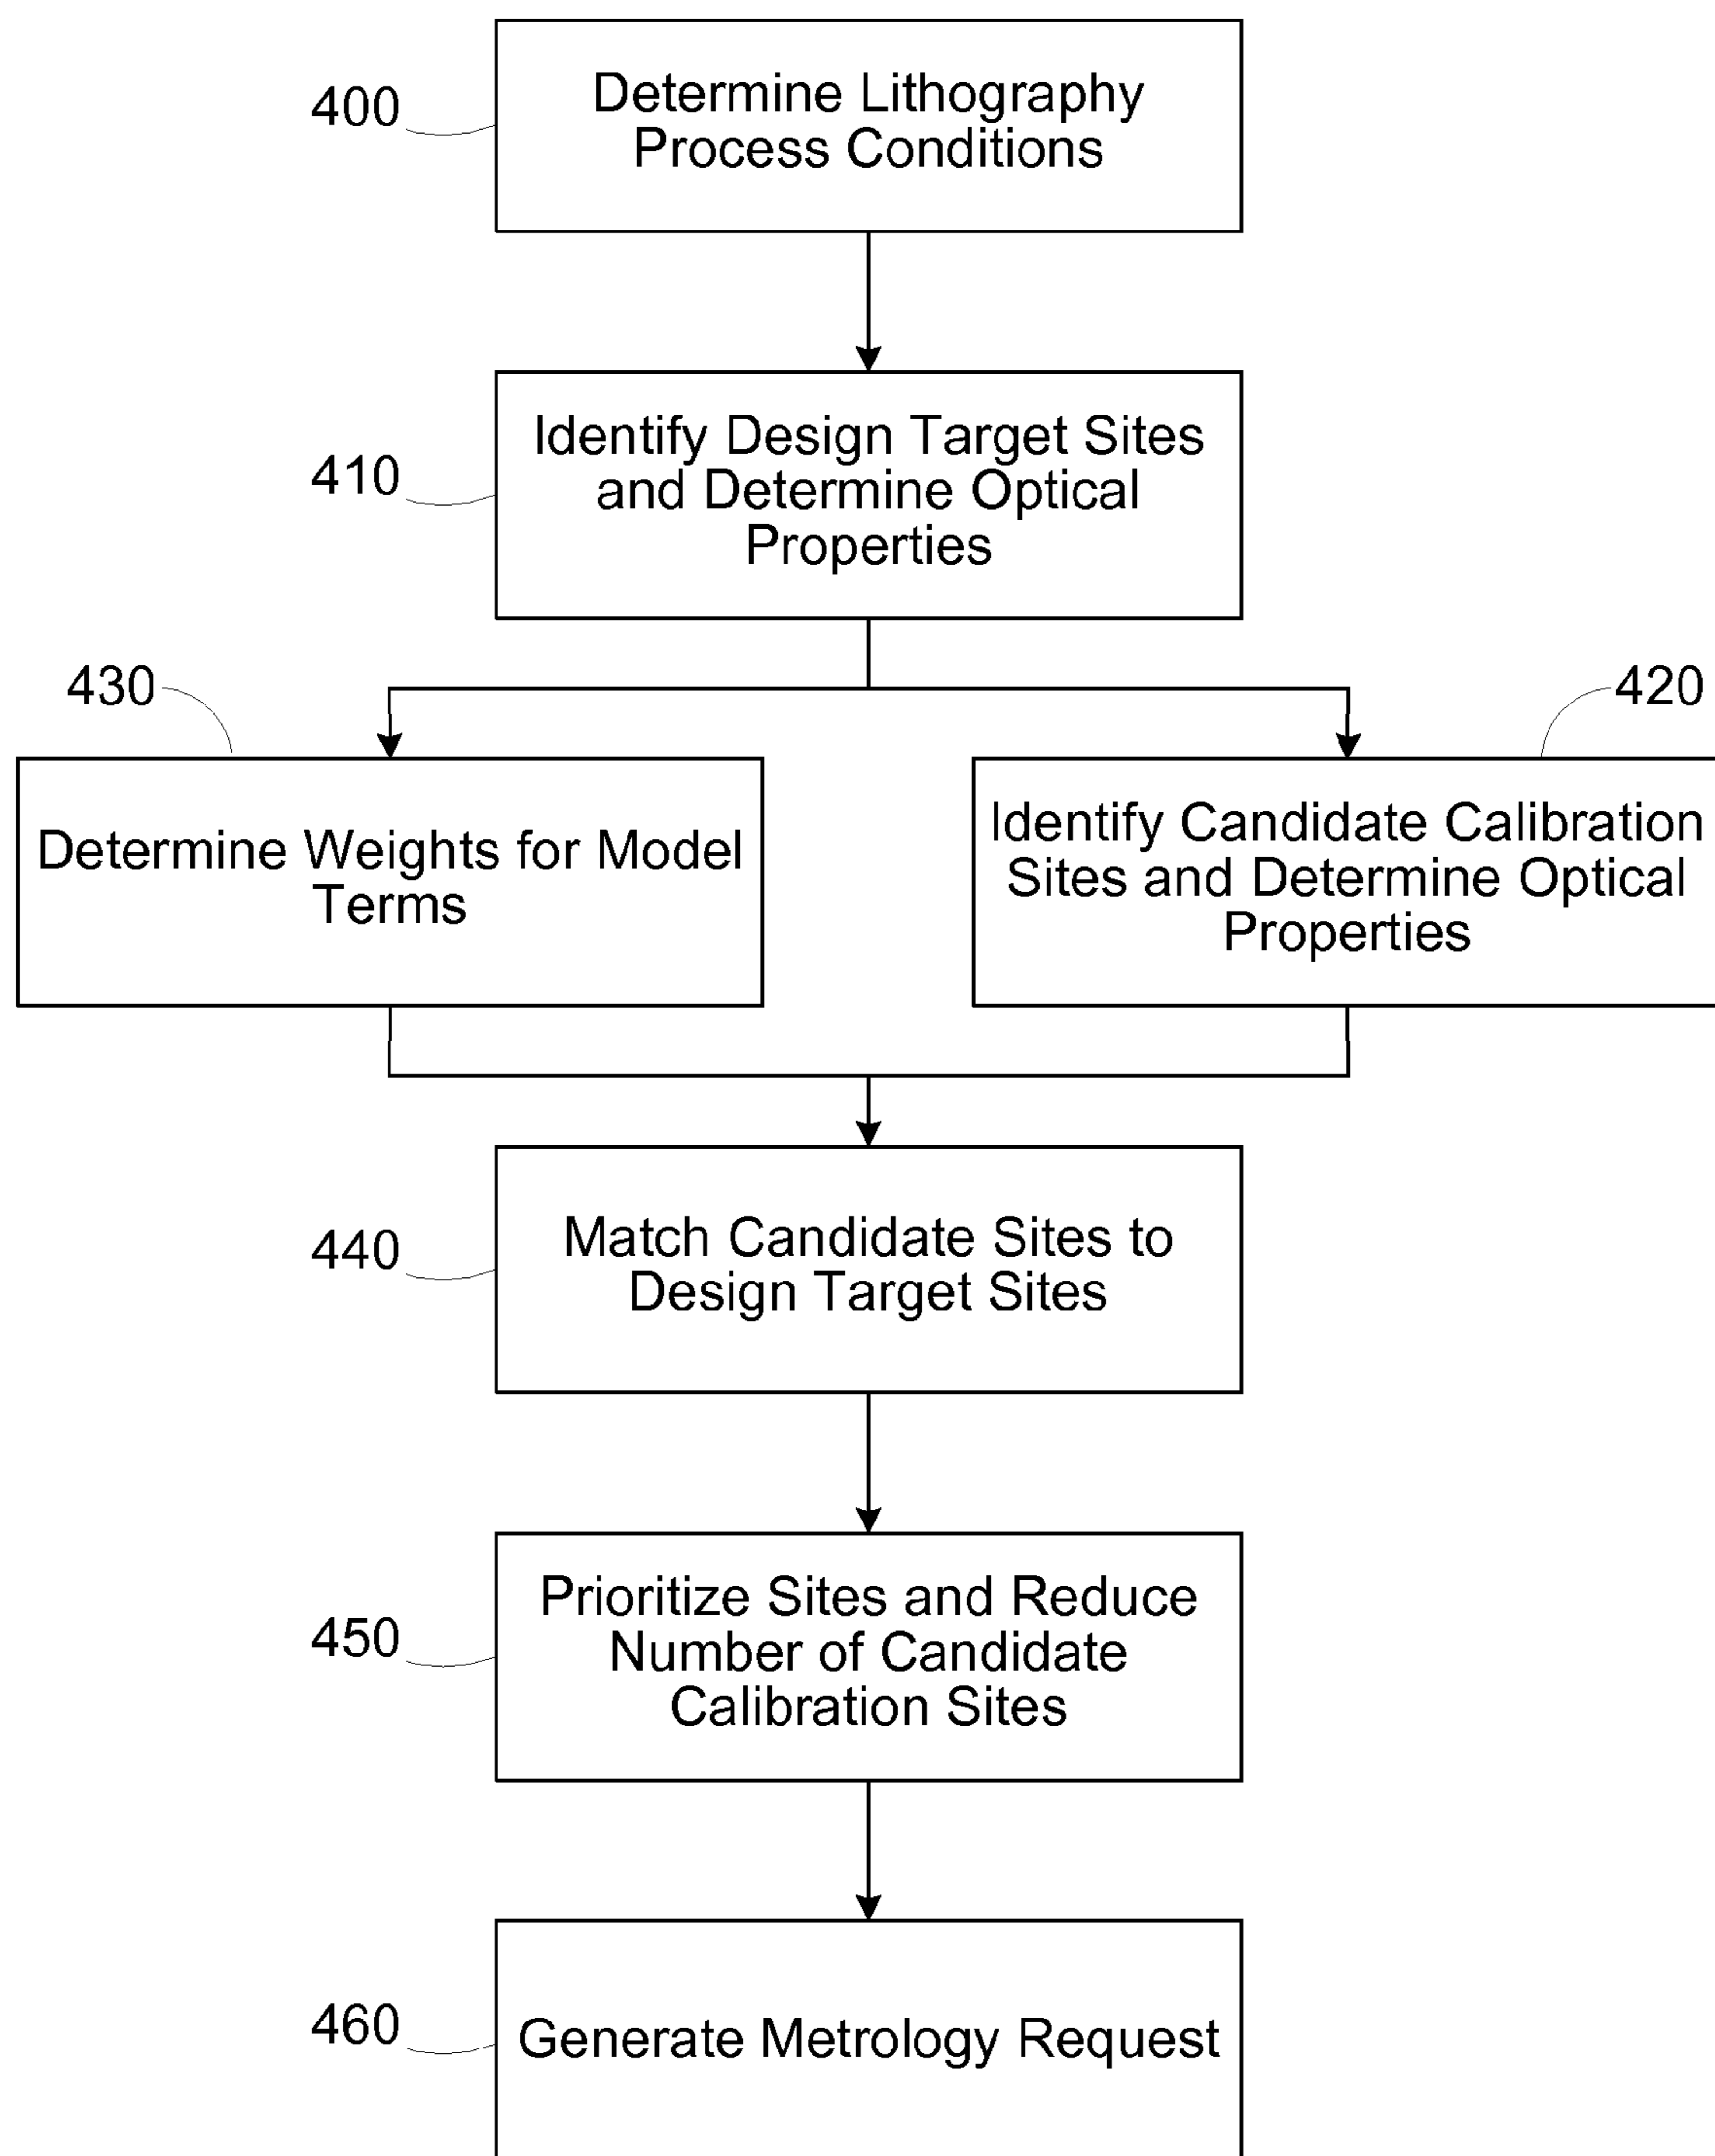 400
Determine Lithography
Process Conditions
410
Identify Design Target Sites
and Determine Optical
Properties
430
420
Determine Weights for Model
Terms
Identify Candidate Calibration
Sites and Determine Optical
Properties
440
Match Candidate Sites to
Design Target Sites
450
Prioritize Sites and Reduce
Number of Candidate
Calibration Sites
460
Generate Metrology Request